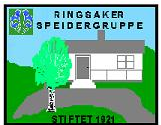 RINGSAKER
SPEIDERGRUPPE
STIFTET 1921